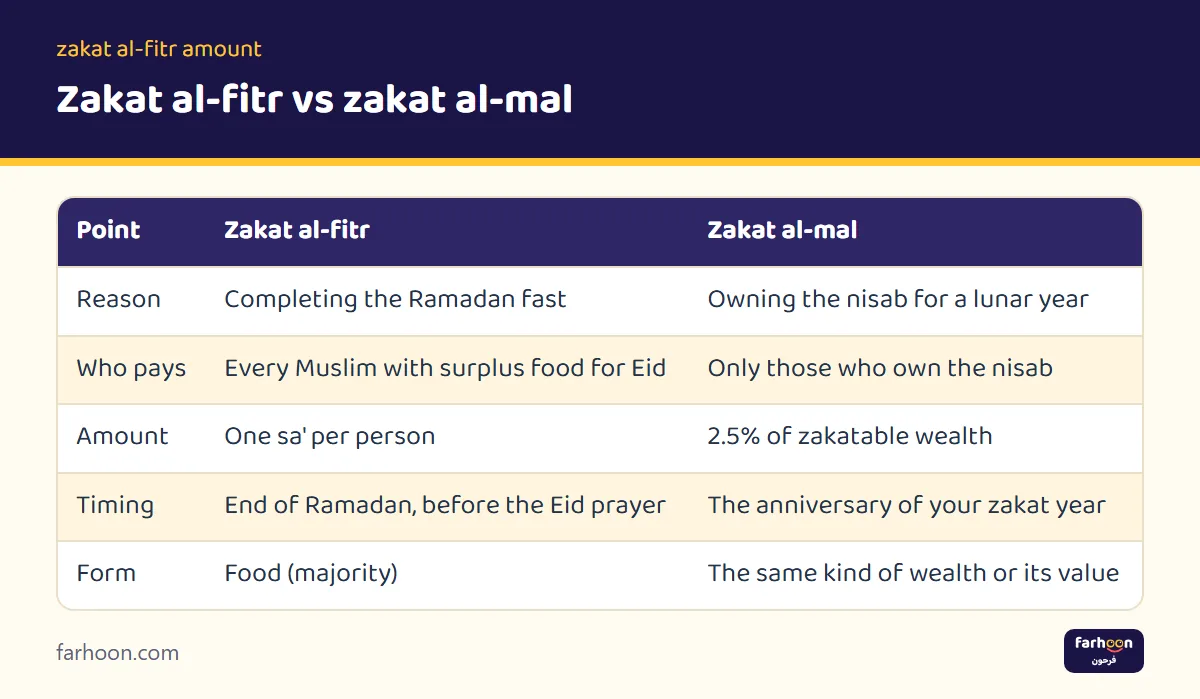 zakat al-fitr amount
Zakat al-fitr vs zakat al-mal
Point Zakat al-fitr Zakat al-mal
Reason Completing the Ramadan fast Owning the nisab for a lunar year
Who pays Every Muslim with surplus food for Eid Only those who own the nisab
Amount One sa' per person 2.5% of zakatable wealth
Timing End of Ramadan, before the Eid prayer The anniversary of your zakat year
Form Food (majority) The same kind of wealth or its value
farhoon.com
farhoon
فرحون